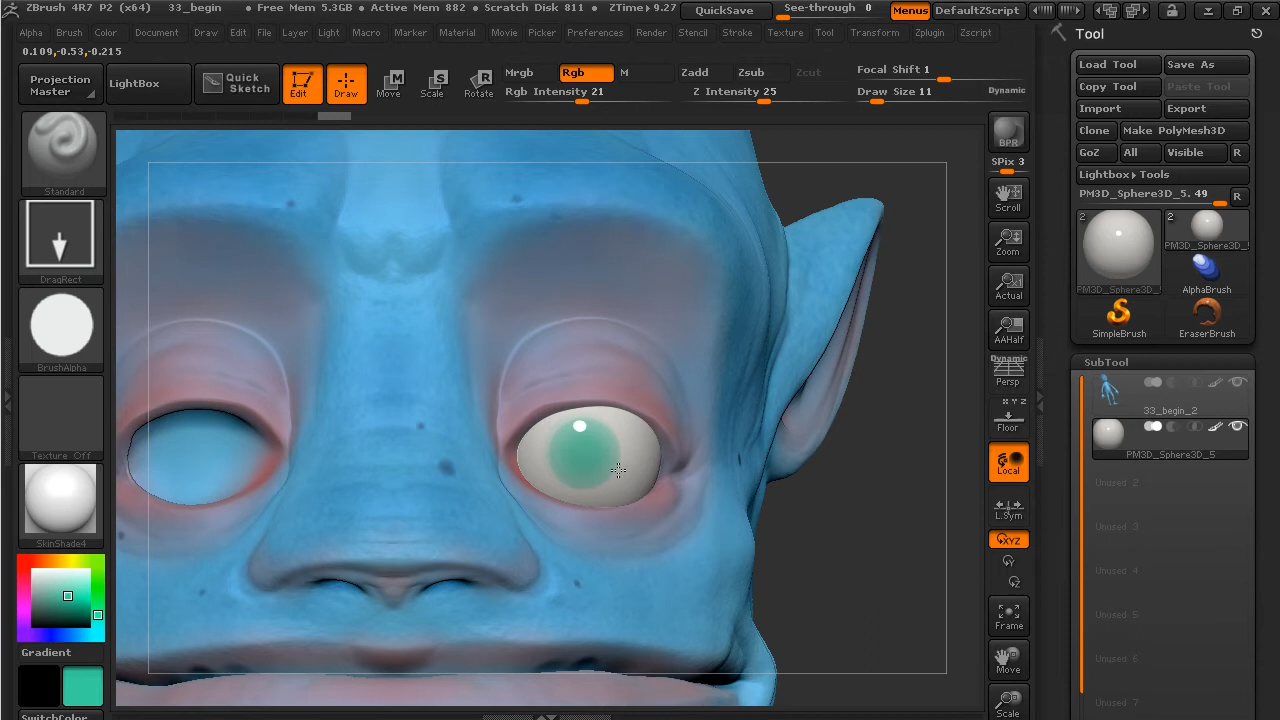 ZBrush 4R7 P2 (x64) 33_begin • Free Mem 5.3GB • Active Mem 882 • Scratch Disk 811 • ZTime▸9.27 QuickSave See-through 0 Menus DefaultZScript
Alpha Brush Color Document Draw Edit File Layer Light Macro Marker Material Movie Picker Preferences Render Stencil Stroke Texture Tool Transform Zplugin Zscript
0.109,-0.53,-0.215
Projection Master
LightBox
Quick Sketch
Edit
Draw
Move
Scale
Rotate
Mrgb Rgb M
Rgb Intensity 21
Zadd Zsub Zcut
Z Intensity 25
Focal Shift 1
Draw Size 11
Dynamic
Standard
DragRect
BrushAlpha
Texture Off
SkinShade4
Gradient
SwitchColor
BPR
SPix 3
Scroll
Zoom
Actual
AAHalf
Dynamic
Persp
X Y Z
Floor
Local
L.Sym
XYZ
Y
Z
Frame
Move
Scale
Tool
Load Tool Save As
Copy Tool Paste Tool
Import Export
Clone Make PolyMesh3D
GoZ All Visible R
Lightbox▸Tools
PM3D_Sphere3D_5. 49 R
2
2
PM3D_Sphere3D_
PM3D_Sphere3D_
AlphaBrush
SimpleBrush
EraserBrush
SubTool
33_begin_2
PM3D_Sphere3D_5
Unused 2
Unused 3
Unused 4
Unused 5
Unused 6
Unused 7